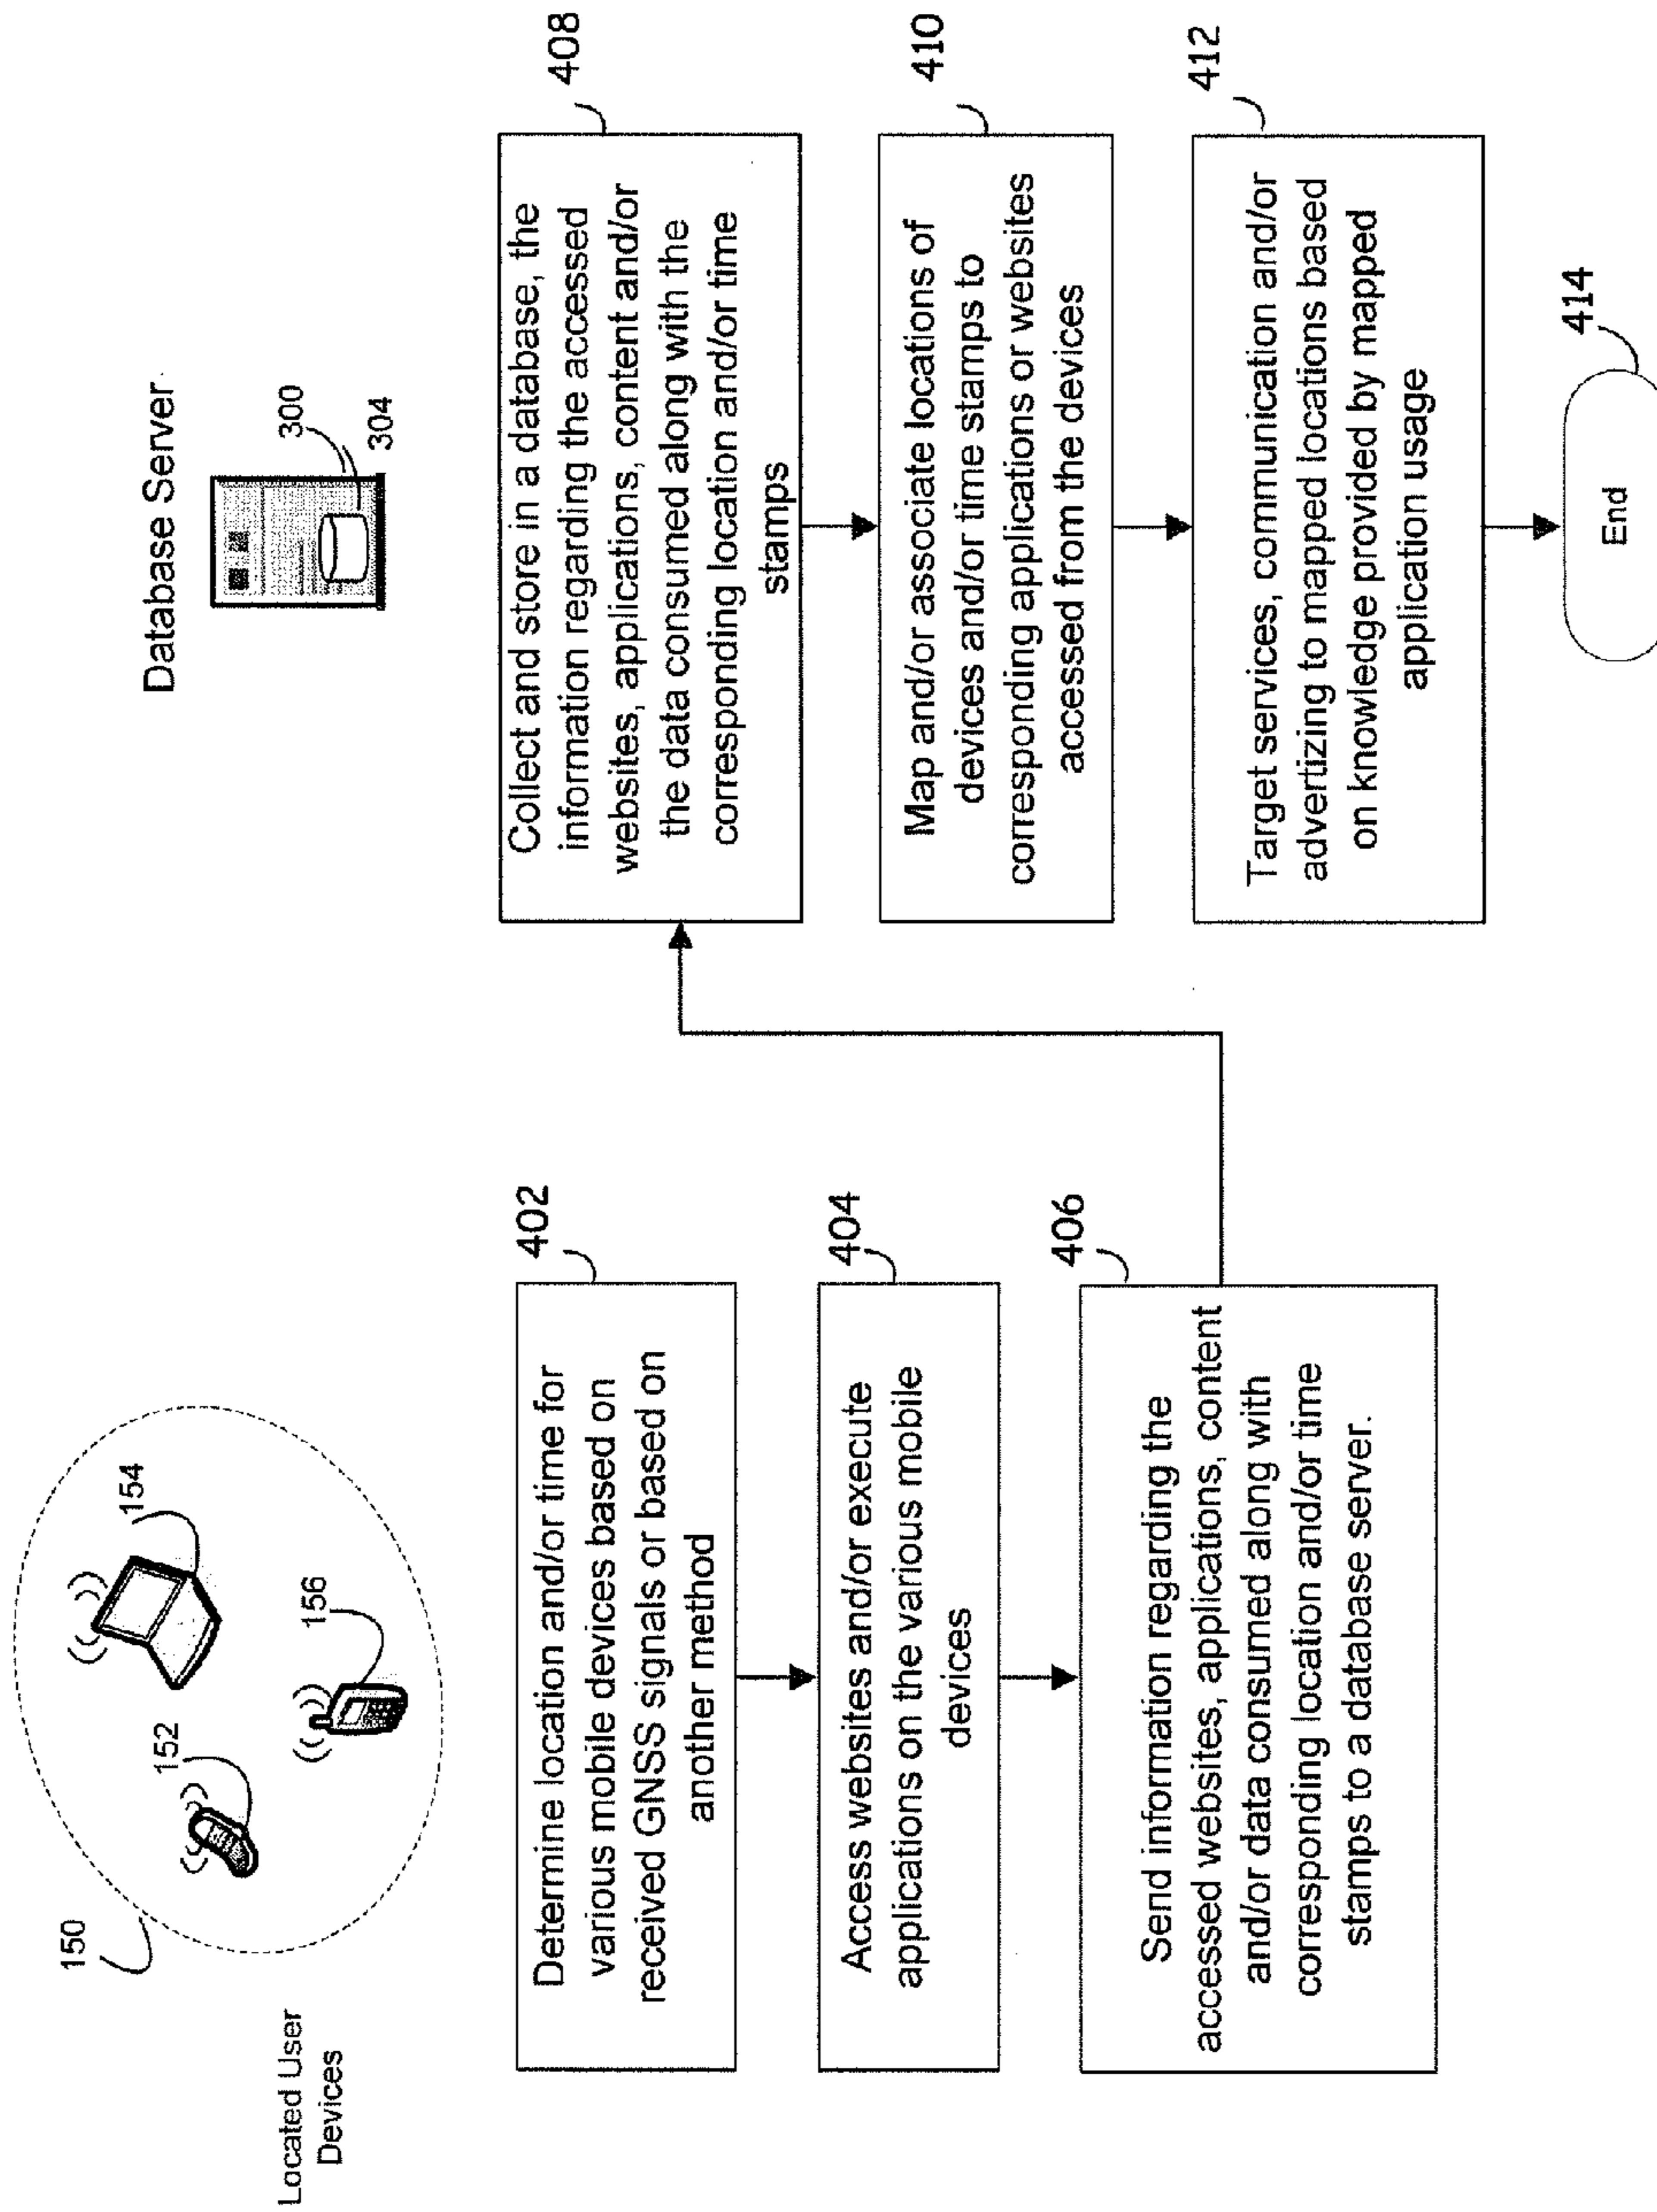 Located User
Devices
150
152
154
156
402
Determine location and/or time for
various mobile devices based on
received GNSS signals or based on
another method
404
Access websites and/or execute
applications on the various mobile
devices
406
Send information regarding the
accessed websites, applications, content
and/or data consumed along with
corresponding location and/or time
stamps to a database server.
Database Server
300
304
408
Collect and store in a database, the
information regarding the accessed
websites, applications, content and/or
the data consumed along with the
corresponding location and/or time
stamps
410
Map and/or associate locations of
devices and/or time stamps to
corresponding applications or websites
accessed from the devices
412
Target services, communication and/or
advertizing to mapped locations based
on knowledge provided by mapped
application usage
414
End